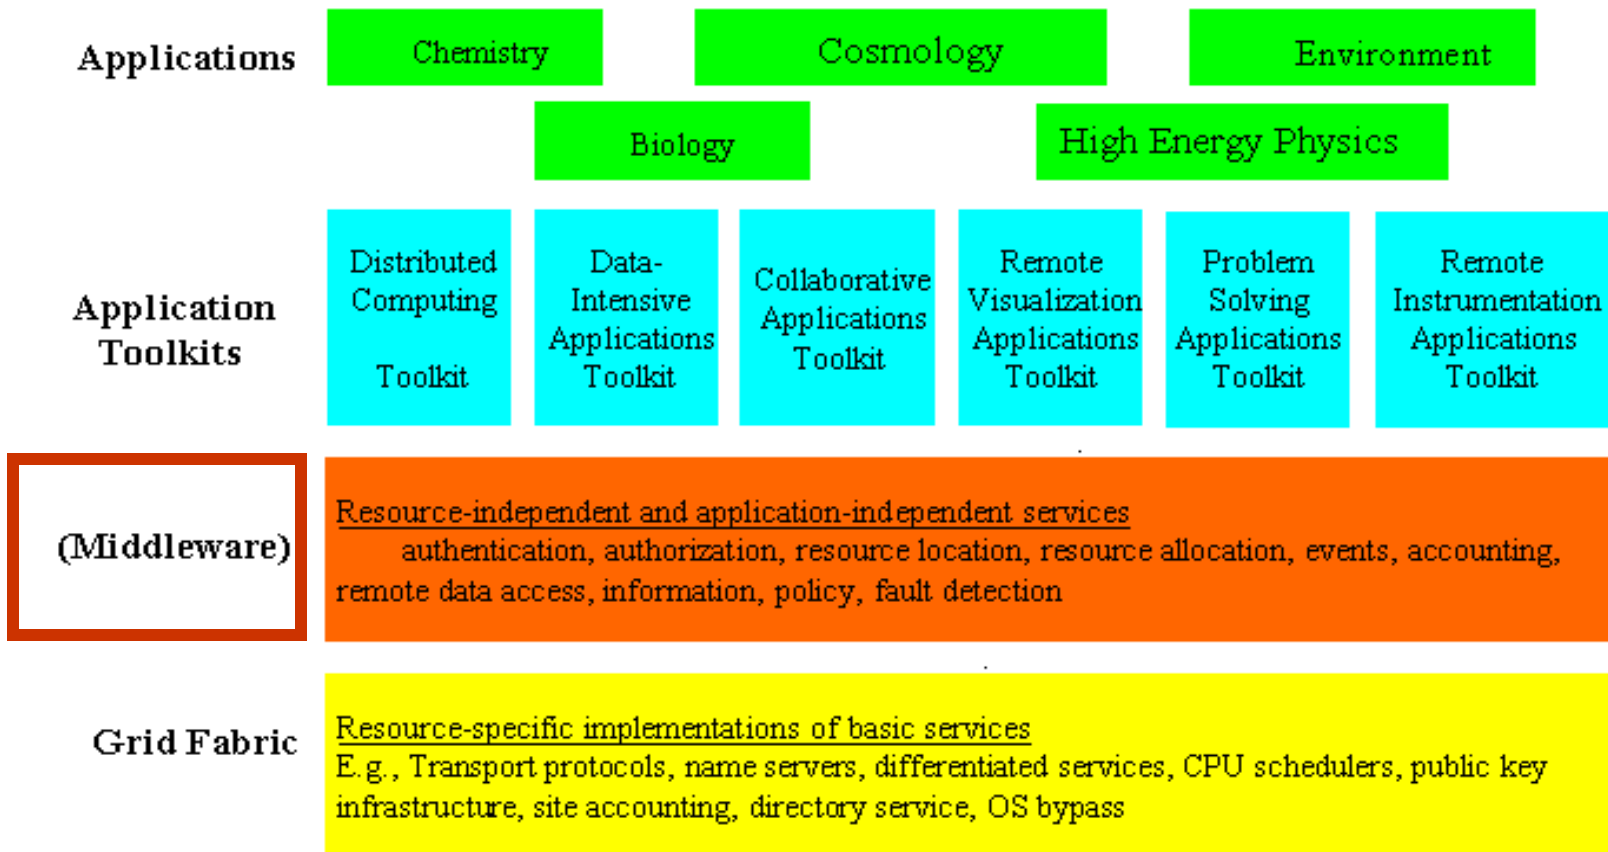 Applications
Chemistry
Cosmology
Environment
Biology
High Energy Physics
Application
Toolkits
Distributed
Computing
Toolkit
Data-
Intensive
Applications
Toolkit
Collaborative
Applications
Toolkit
Remote
Visualization
Applications
Toolkit
Problem
Solving
Applications
Toolkit
Remote
Instrumentation
Applications
Toolkit
(Middleware)
Resource-independent and application-independent services
authentication, authorization, resource location, resource allocation, events, accounting,
remote data access, information, policy, fault detection
Grid Fabric
Resource-specific implementations of basic services
E.g., Transport protocols, name servers, differentiated services, CPU schedulers, public key
infrastructure, site accounting, directory service, OS bypass